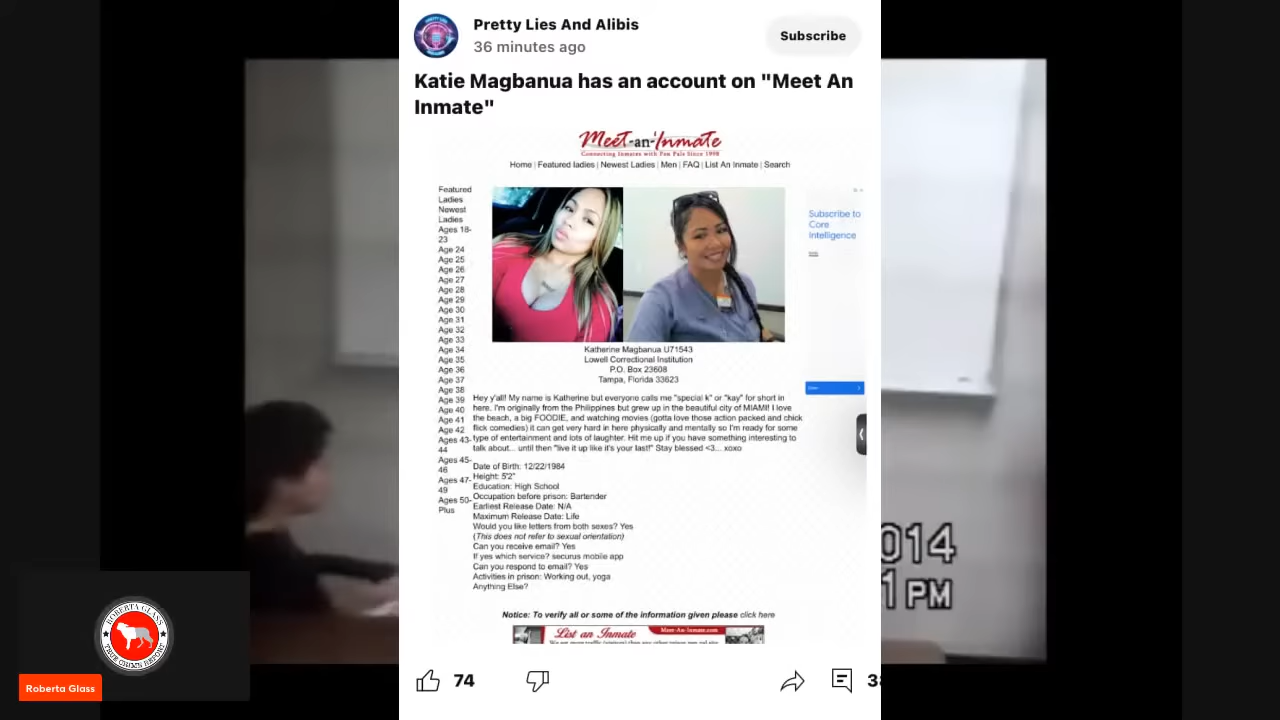 Pretty Lies And Alibis
36 minutes ago
Subscribe
Katie Magbanua has an account on "Meet An
Inmate"
Meet-an-Inmate
Connecting Inmates with Pen Pals Since 1998
Home | Featured ladies | Newest Ladies | Men | FAQ | List An Inmate | Search
Featured
Ladies
Newest
Ladies
Ages 18-
23
Age 24
Age 25
Age 26
Age 27
Age 28
Age 29
Age 30
Age 31
Age 32
Age 33
Age 34
Age 35
Age 36
Age 37
Age 38
Age 39
Age 40
Age 41
Age 42
Ages 43-
44
Ages 45-
46
Ages 47-
49
Ages 50-
Plus
Subscribe to
Core
Intelligence
Katherine Magbanua U71543
Lowell Correctional Institution
P.O. Box 23608
Tampa, Florida 33623
Hey y'all! My name is Katherine but everyones calls me "special k" or "kay" for short in
here. I'm originally from the Philippines but grew up in the beautiful city of MIAMI! I love
the beach, a big FOODIE, and watching movies (gotta love those action packed and chick
flick comedies) it can get very hard in here physically and mentally so I'm ready for some
type of entertainment and lots of laughter. Hit me up if you have something interesting to
talk about... until then "live it up like it's your last!!" Stay blessed <3... xoxo
Date of Birth: 12/22/1984
Height: 5'2"
Education: High School
Occupation before prison: Bartender
Earliest Release Date: N/A
Maximum Release Date: Life
Would you like letters from both sexes? Yes
(This does not refer to sexual orientation)
Can you receive email? Yes
If yes which service? securus mobile app
Can you respond to email? Yes
Activities in prison: Working out, yoga
Anything Else?
Notice: To verify all or some of the information given please click here
List an Inmate
Meet-An-Inmate.com
74
38
014
1 PM
ROBERTA GLASS
TRUE CRIME REPORT
Roberta Glass